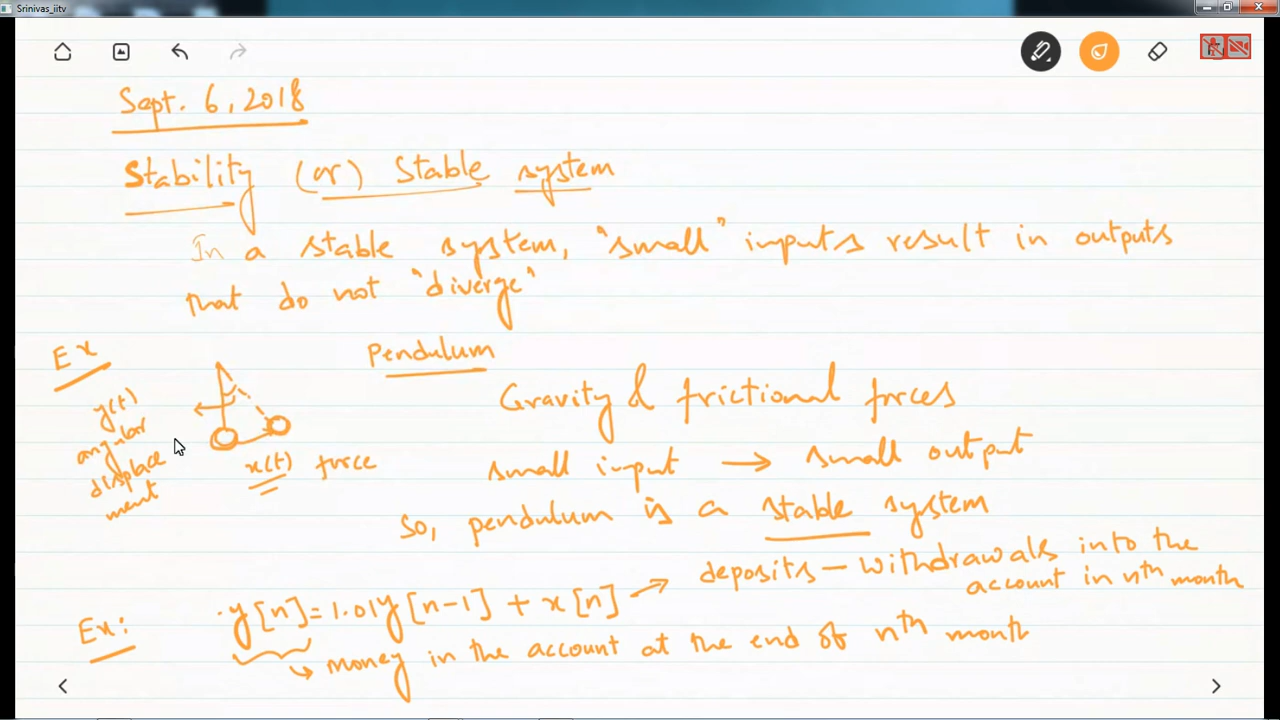 Srinivas_iitv
Sept. 6, 2018
Stability (or) Stable system
In a stable system, "small" inputs result in outputs
that do not "diverge"
Ex
Pendulum
y(t)
angular
displace
ment
x(t) force
Gravity & frictional forces
small input → small output
so, pendulum is a stable system
Ex: y[n] = 1.01y[n-1] + x[n] → deposits - withdrawals into the
account in nth month
→ money in the account at the end of nth month